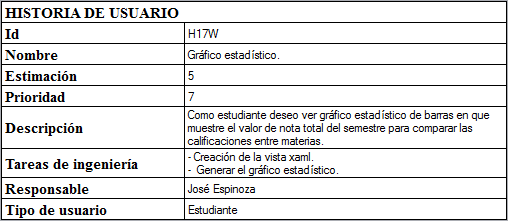 HISTORIA DE USUARIO
Id H17W
Nombre Gráfico estadístico.
Estimación 5
Prioridad 7
Descripción Como estudiante deseo ver gráfico estadístico de barras en que
muestre el valor de nota total del semestre para comparar las
calificaciones entre materias.
Tareas de ingeniería - Creación de la vista xaml.
- Generar el gráfico estadístico.
Responsable José Espinoza
Tipo de usuario Estudiante